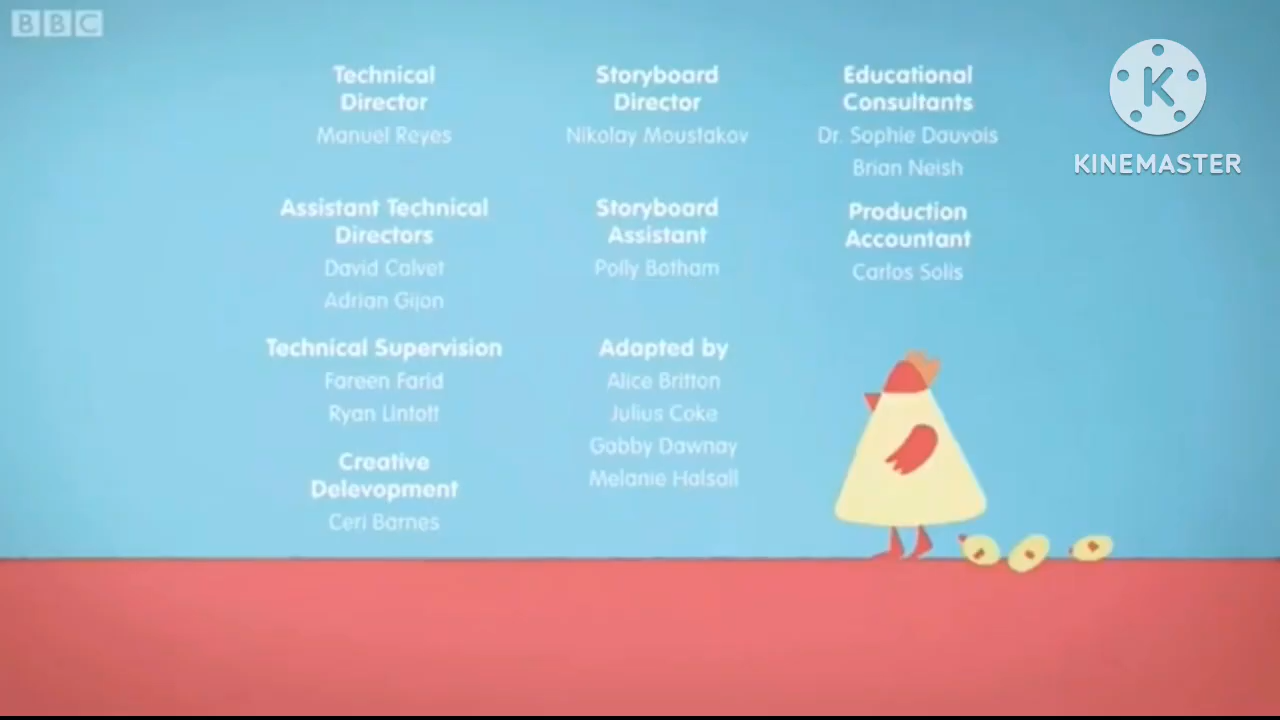 BBC
Technical
Director
Manuel Reyes
Assistant Technical
Directors
David Calvet
Adrian Gijon
Technical Supervision
Fareen Farid
Ryan Lintott
Creative
Delevopment
Ceri Barnes
Storyboard
Director
Nikolay Moustakov
Storyboard
Assistant
Polly Botham
Adapted by
Alice Britton
Julius Coke
Gabby Dawnay
Melanie Halsall
Educational
Consultants
Dr. Sophie Dauvois
Brian Neish
Production
Accountant
Carlos Solis
K
KINEMASTER